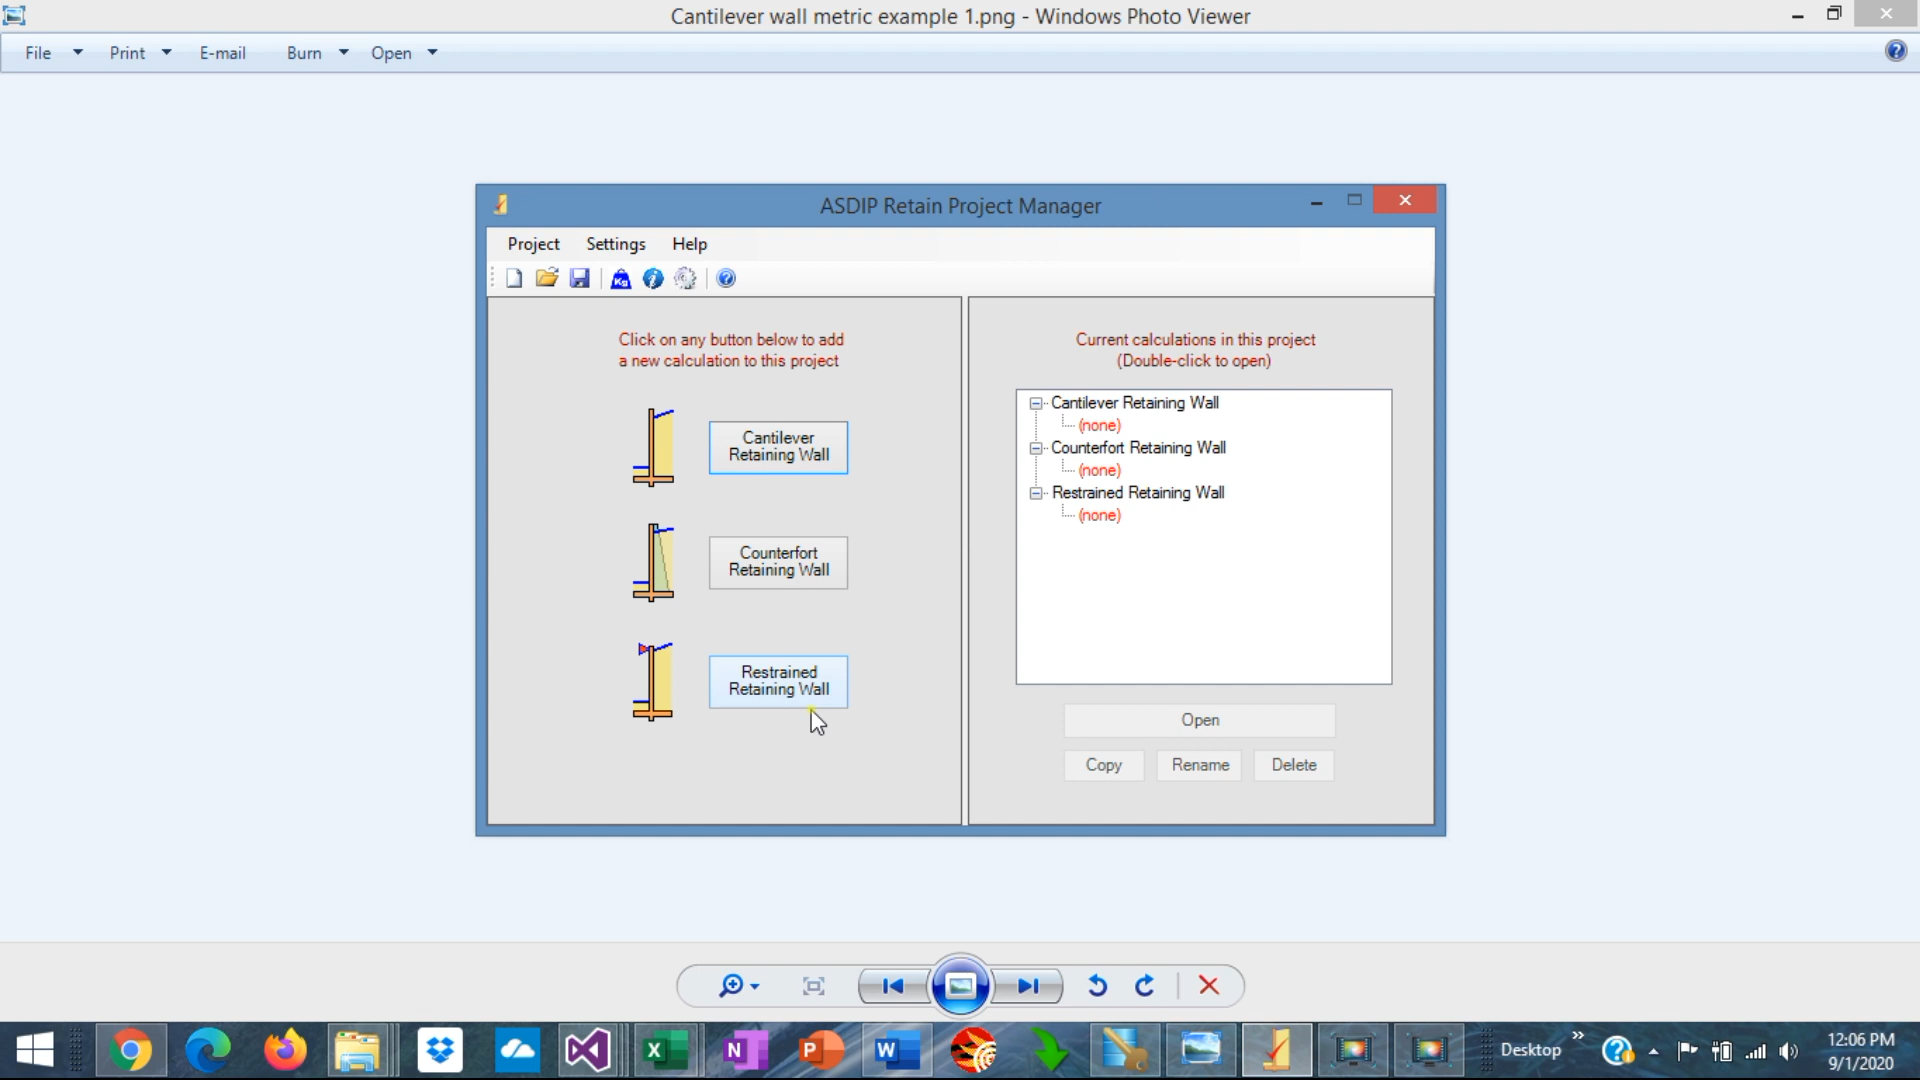 Cantilever wall metric example 1.png - Windows Photo Viewer
File Print E-mail Burn Open
ASDIP Retain Project Manager
Project Settings Help
Kg
Click on any button below to add
a new calculation to this project
Cantilever
Retaining Wall
Counterfort
Retaining Wall
Restrained
Retaining Wall
Current calculations in this project
(Double-click to open)
Cantilever Retaining Wall
(none)
Counterfort Retaining Wall
(none)
Restrained Retaining Wall
(none)
Open
Copy Rename Delete
Desktop
12:06 PM
9/1/2020